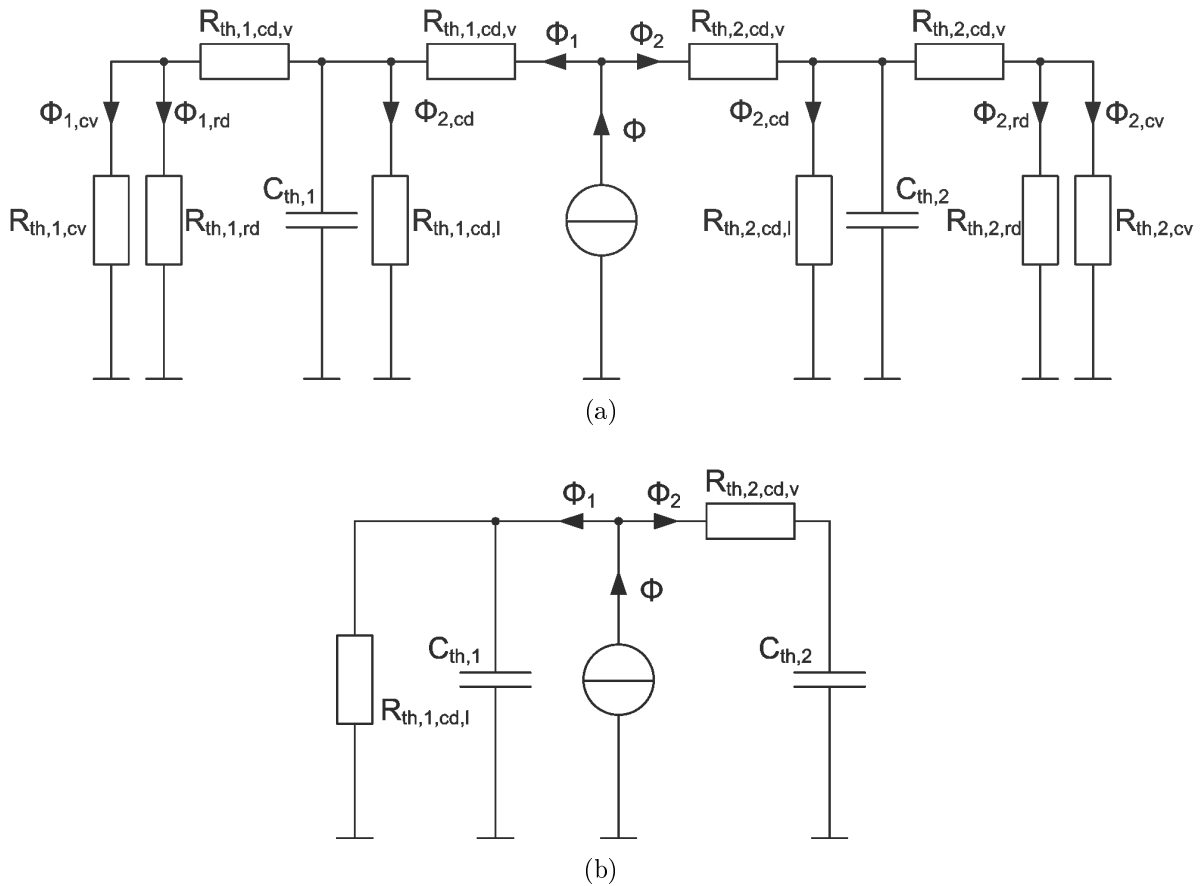 Rth,1,cd,v Rth,1,cd,v Φ1 Φ2 Rth,2,cd,v Rth,2,cd,v
Φ1,cv Φ1,rd Φ2,cd Φ Φ2,cd Φ2,rd Φ2,cv
Rth,1,cv Rth,1,rd Cth,1 Rth,1,cd,l Rth,2,cd,l Cth,2 Rth,2,rd Rth,2,cv
(a)
Φ1 Φ2 Rth,2,cd,v
Φ
Rth,1,cd,l Cth,1 Cth,2
(b)